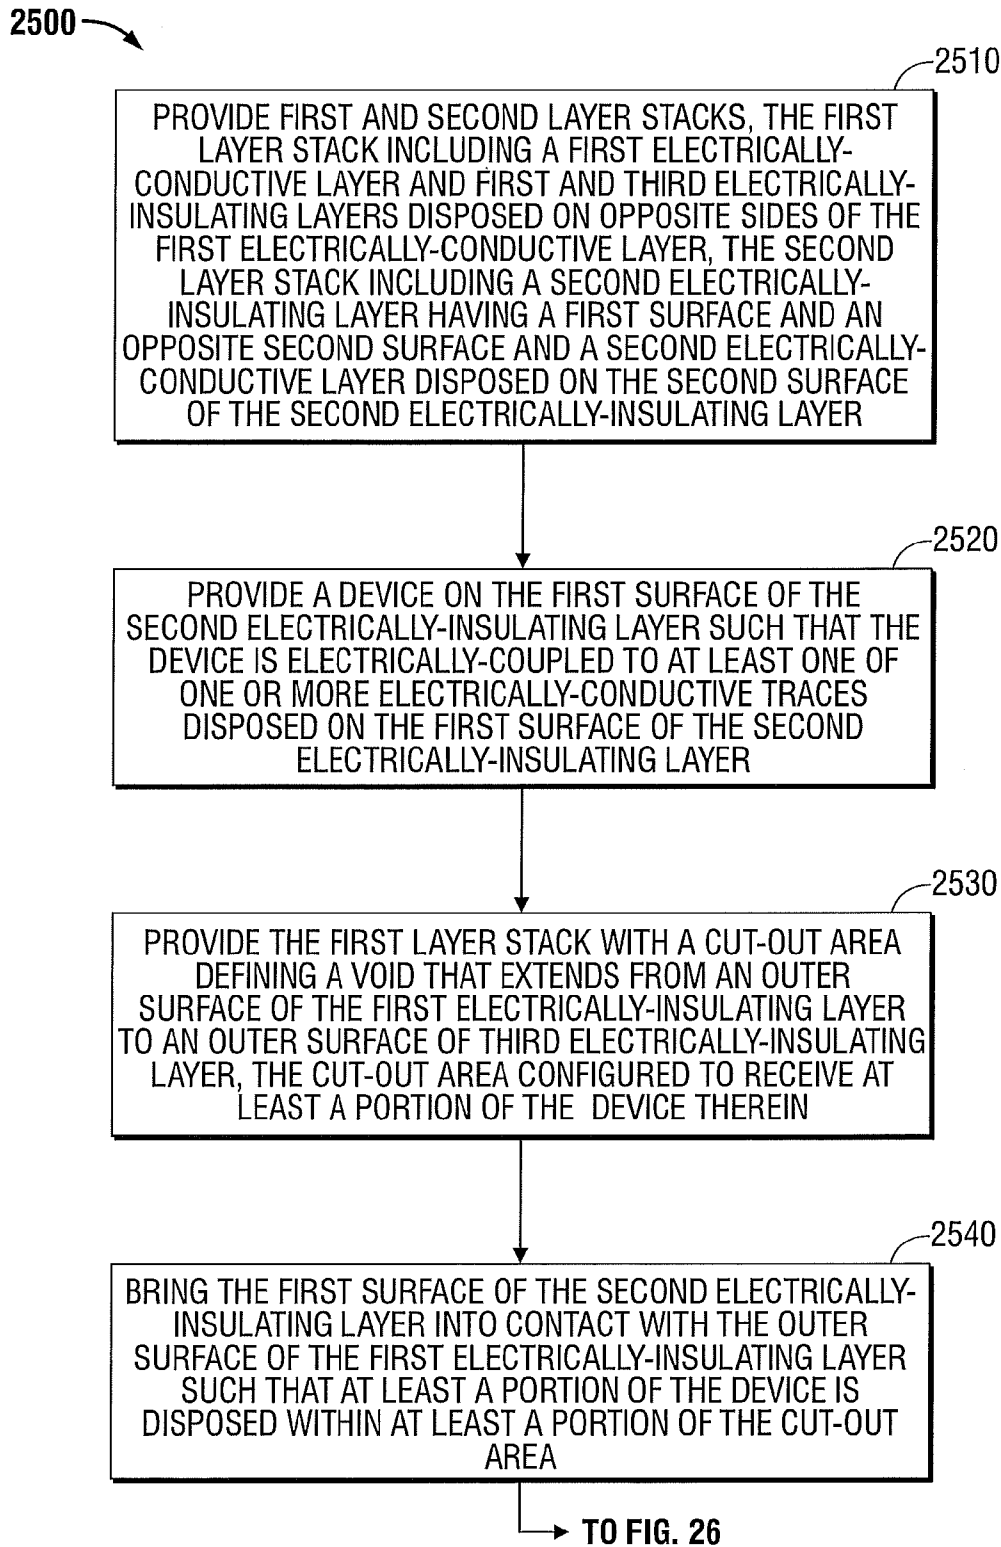 2500
2510
PROVIDE FIRST AND SECOND LAYER STACKS, THE FIRST
LAYER STACK INCLUDING A FIRST ELECTRICALLY-
CONDUCTIVE LAYER AND FIRST AND THIRD ELECTRICALLY-
INSULATING LAYERS DISPOSED ON OPPOSITE SIDES OF THE
FIRST ELECTRICALLY-CONDUCTIVE LAYER, THE SECOND
LAYER STACK INCLUDING A SECOND ELECTRICALLY-
INSULATING LAYER HAVING A FIRST SURFACE AND AN
OPPOSITE SECOND SURFACE AND A SECOND ELECTRICALLY-
CONDUCTIVE LAYER DISPOSED ON THE SECOND SURFACE
OF THE SECOND ELECTRICALLY-INSULATING LAYER
2520
PROVIDE A DEVICE ON THE FIRST SURFACE OF THE
SECOND ELECTRICALLY-INSULATING LAYER SUCH THAT THE
DEVICE IS ELECTRICALLY-COUPLED TO AT LEAST ONE OF
ONE OR MORE ELECTRICALLY-CONDUCTIVE TRACES
DISPOSED ON THE FIRST SURFACE OF THE SECOND
ELECTRICALLY-INSULATING LAYER
2530
PROVIDE THE FIRST LAYER STACK WITH A CUT-OUT AREA
DEFINING A VOID THAT EXTENDS FROM AN OUTER
SURFACE OF THE FIRST ELECTRICALLY-INSULATING LAYER
TO AN OUTER SURFACE OF THIRD ELECTRICALLY-INSULATING
LAYER, THE CUT-OUT AREA CONFIGURED TO RECEIVE AT
LEAST A PORTION OF THE DEVICE THEREIN
2540
BRING THE FIRST SURFACE OF THE SECOND ELECTRICALLY-
INSULATING LAYER INTO CONTACT WITH THE OUTER
SURFACE OF THE FIRST ELECTRICALLY-INSULATING LAYER
SUCH THAT AT LEAST A PORTION OF THE DEVICE IS
DISPOSED WITHIN AT LEAST A PORTION OF THE CUT-OUT
AREA
TO FIG. 26